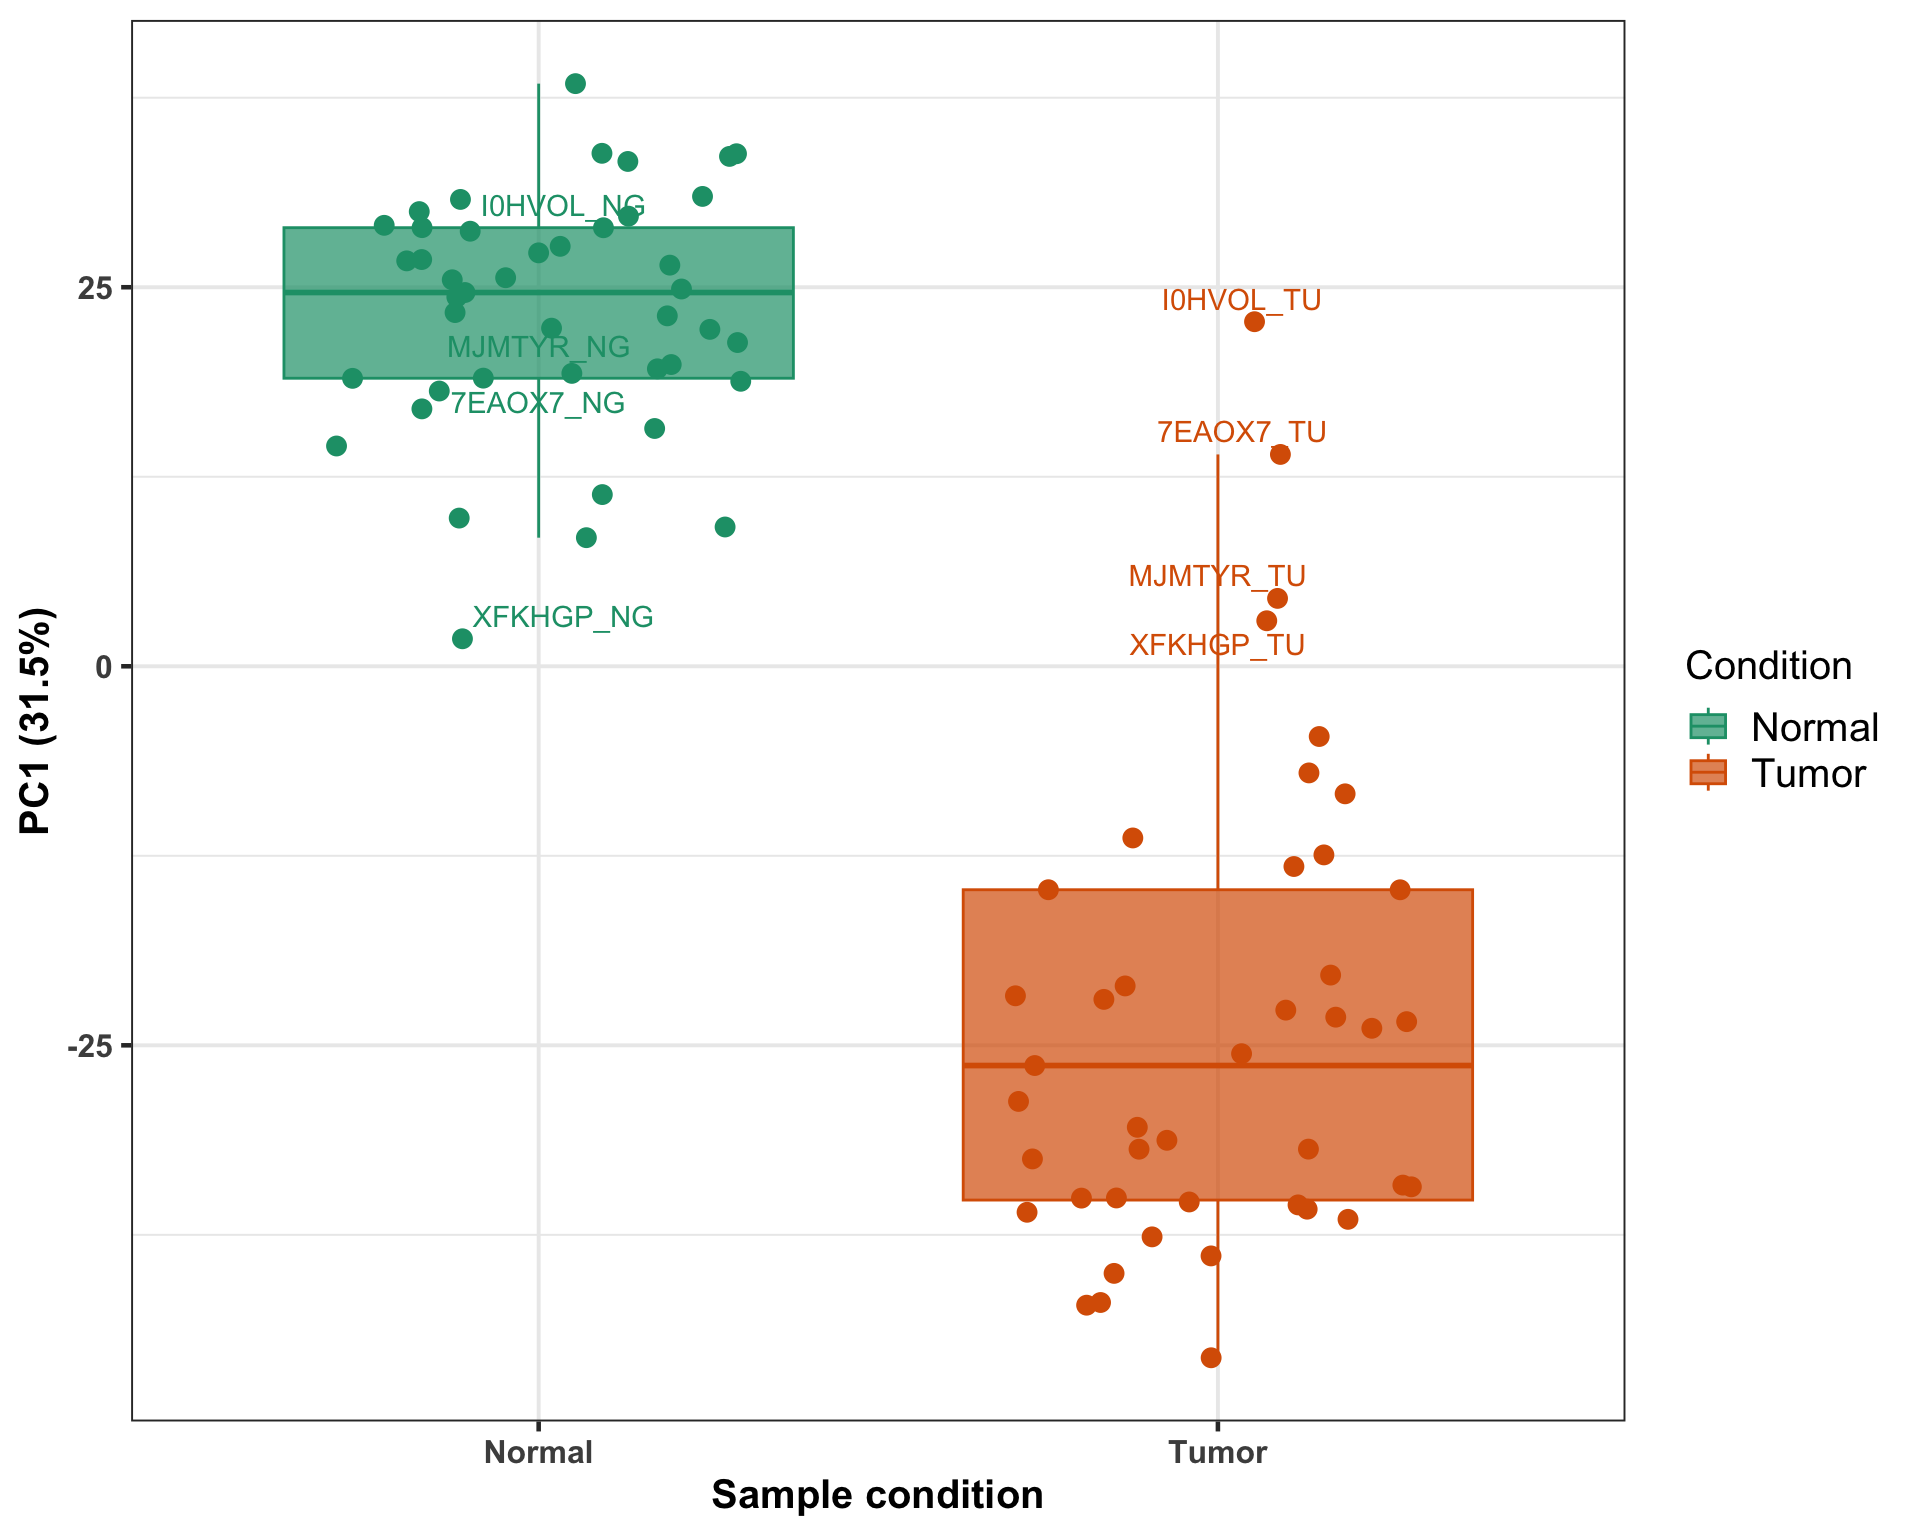 I0HVOL_NG
I0HVOL_TU
25
MJMTYR_NG
7EAOX7_NG
7EAOX7_TU
MJMTYR_TU
XFKHGP_NG
XFKHGP_TU
0
PC1 (31.5%)
Condition
Normal
Tumor
-25
Normal
Tumor
Sample condition